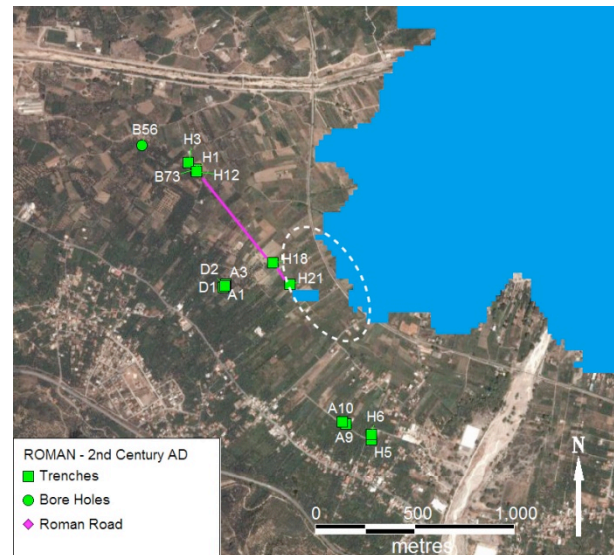 B56
H3
H1
B73
H12
H18
D2 A3
D1 A1
H21
A10
H6
A9
H5
ROMAN - 2nd Century AD
Trenches
Bore Holes
Roman Road
N
0 500 1,000
metres